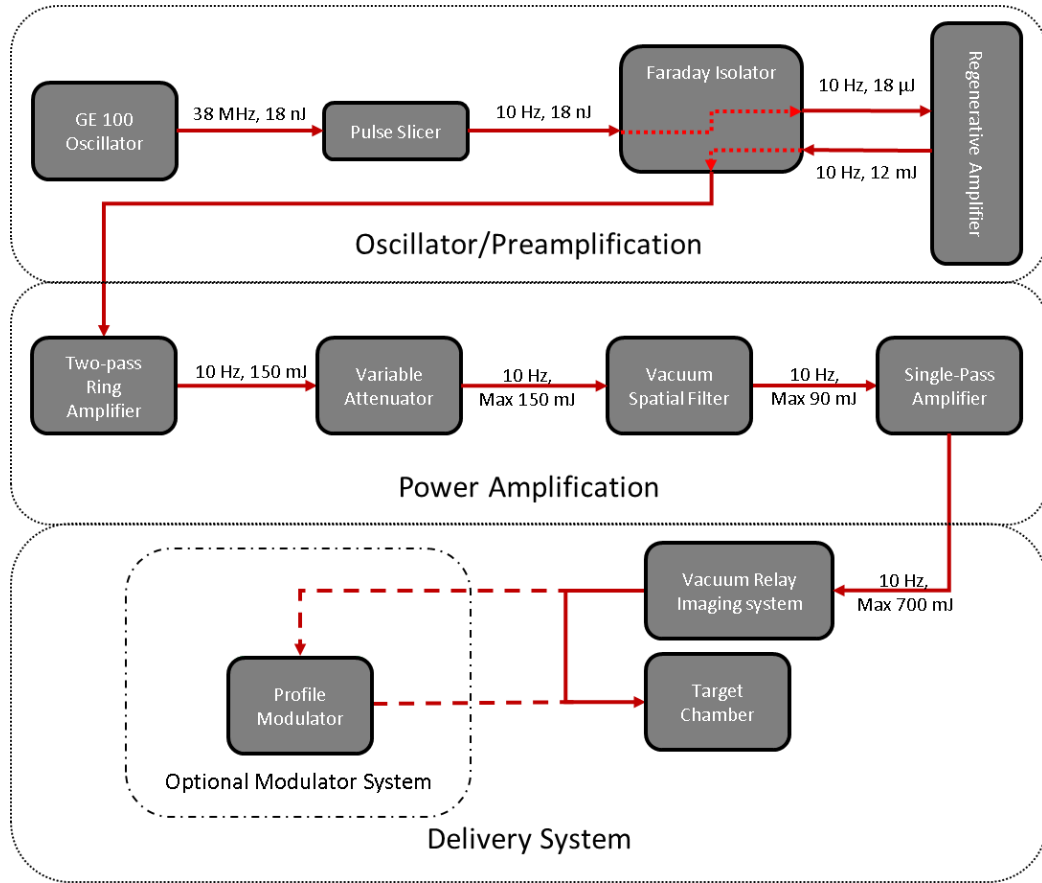 GE 100
Oscillator
38 MHz, 18 nJ
Pulse Slicer
10 Hz, 18 nJ
Faraday Isolator
10 Hz, 18 µJ
10 Hz, 12 mJ
Regenerative Amplifier
Oscillator/Preamplification
Two-pass
Ring
Amplifier
10 Hz, 150 mJ
Variable
Attenuator
10 Hz,
Max 150 mJ
Vacuum
Spatial Filter
10 Hz,
Max 90 mJ
Single-Pass
Amplifier
Power Amplification
Vacuum Relay
Imaging system
10 Hz,
Max 700 mJ
Profile
Modulator
Target
Chamber
Optional Modulator System
Delivery System